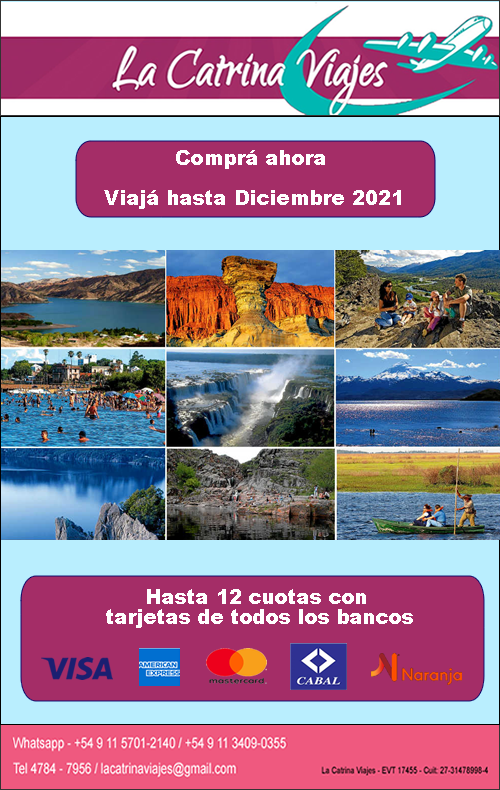 La Catrina Viajes
Comprá ahora
Viajá hasta Diciembre 2021
Hasta 12 cuotas con
tarjetas de todos los bancos
VISA
AMERICAN
EXPRESS
mastercard
CABAL
Naranja
Whatsapp - +54 9 11 5701-2140 / +54 9 11 3409-0355
Tel 4784 - 7956 / lacatrinaviajes@gmail.com
La Catrina Viajes - EVT 17455 - Cuit: 27-31478998-4